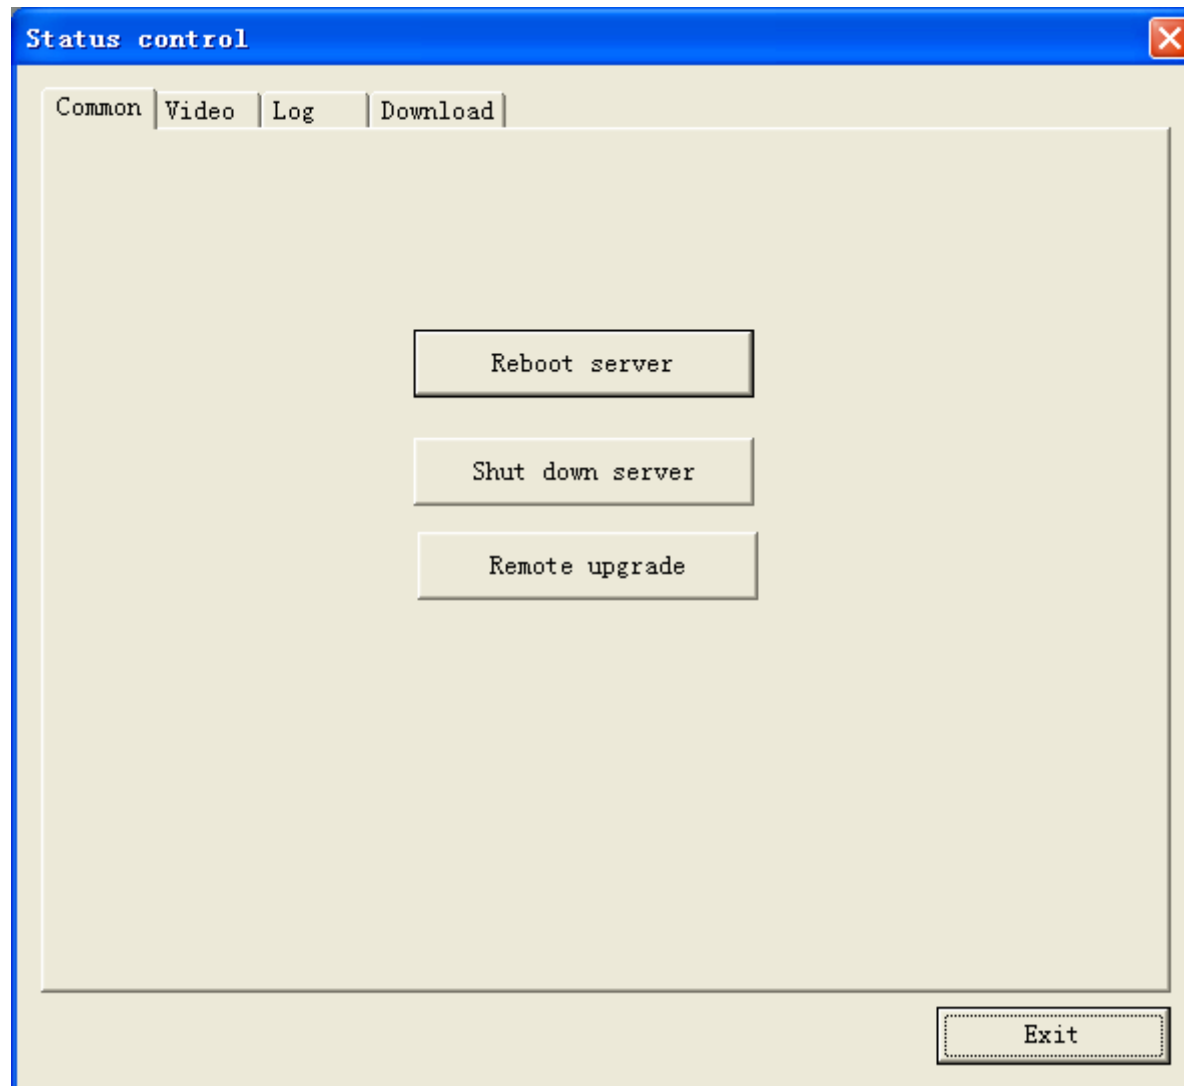 Status control
Common Video Log Download
Reboot server
Shut down server
Remote upgrade
Exit